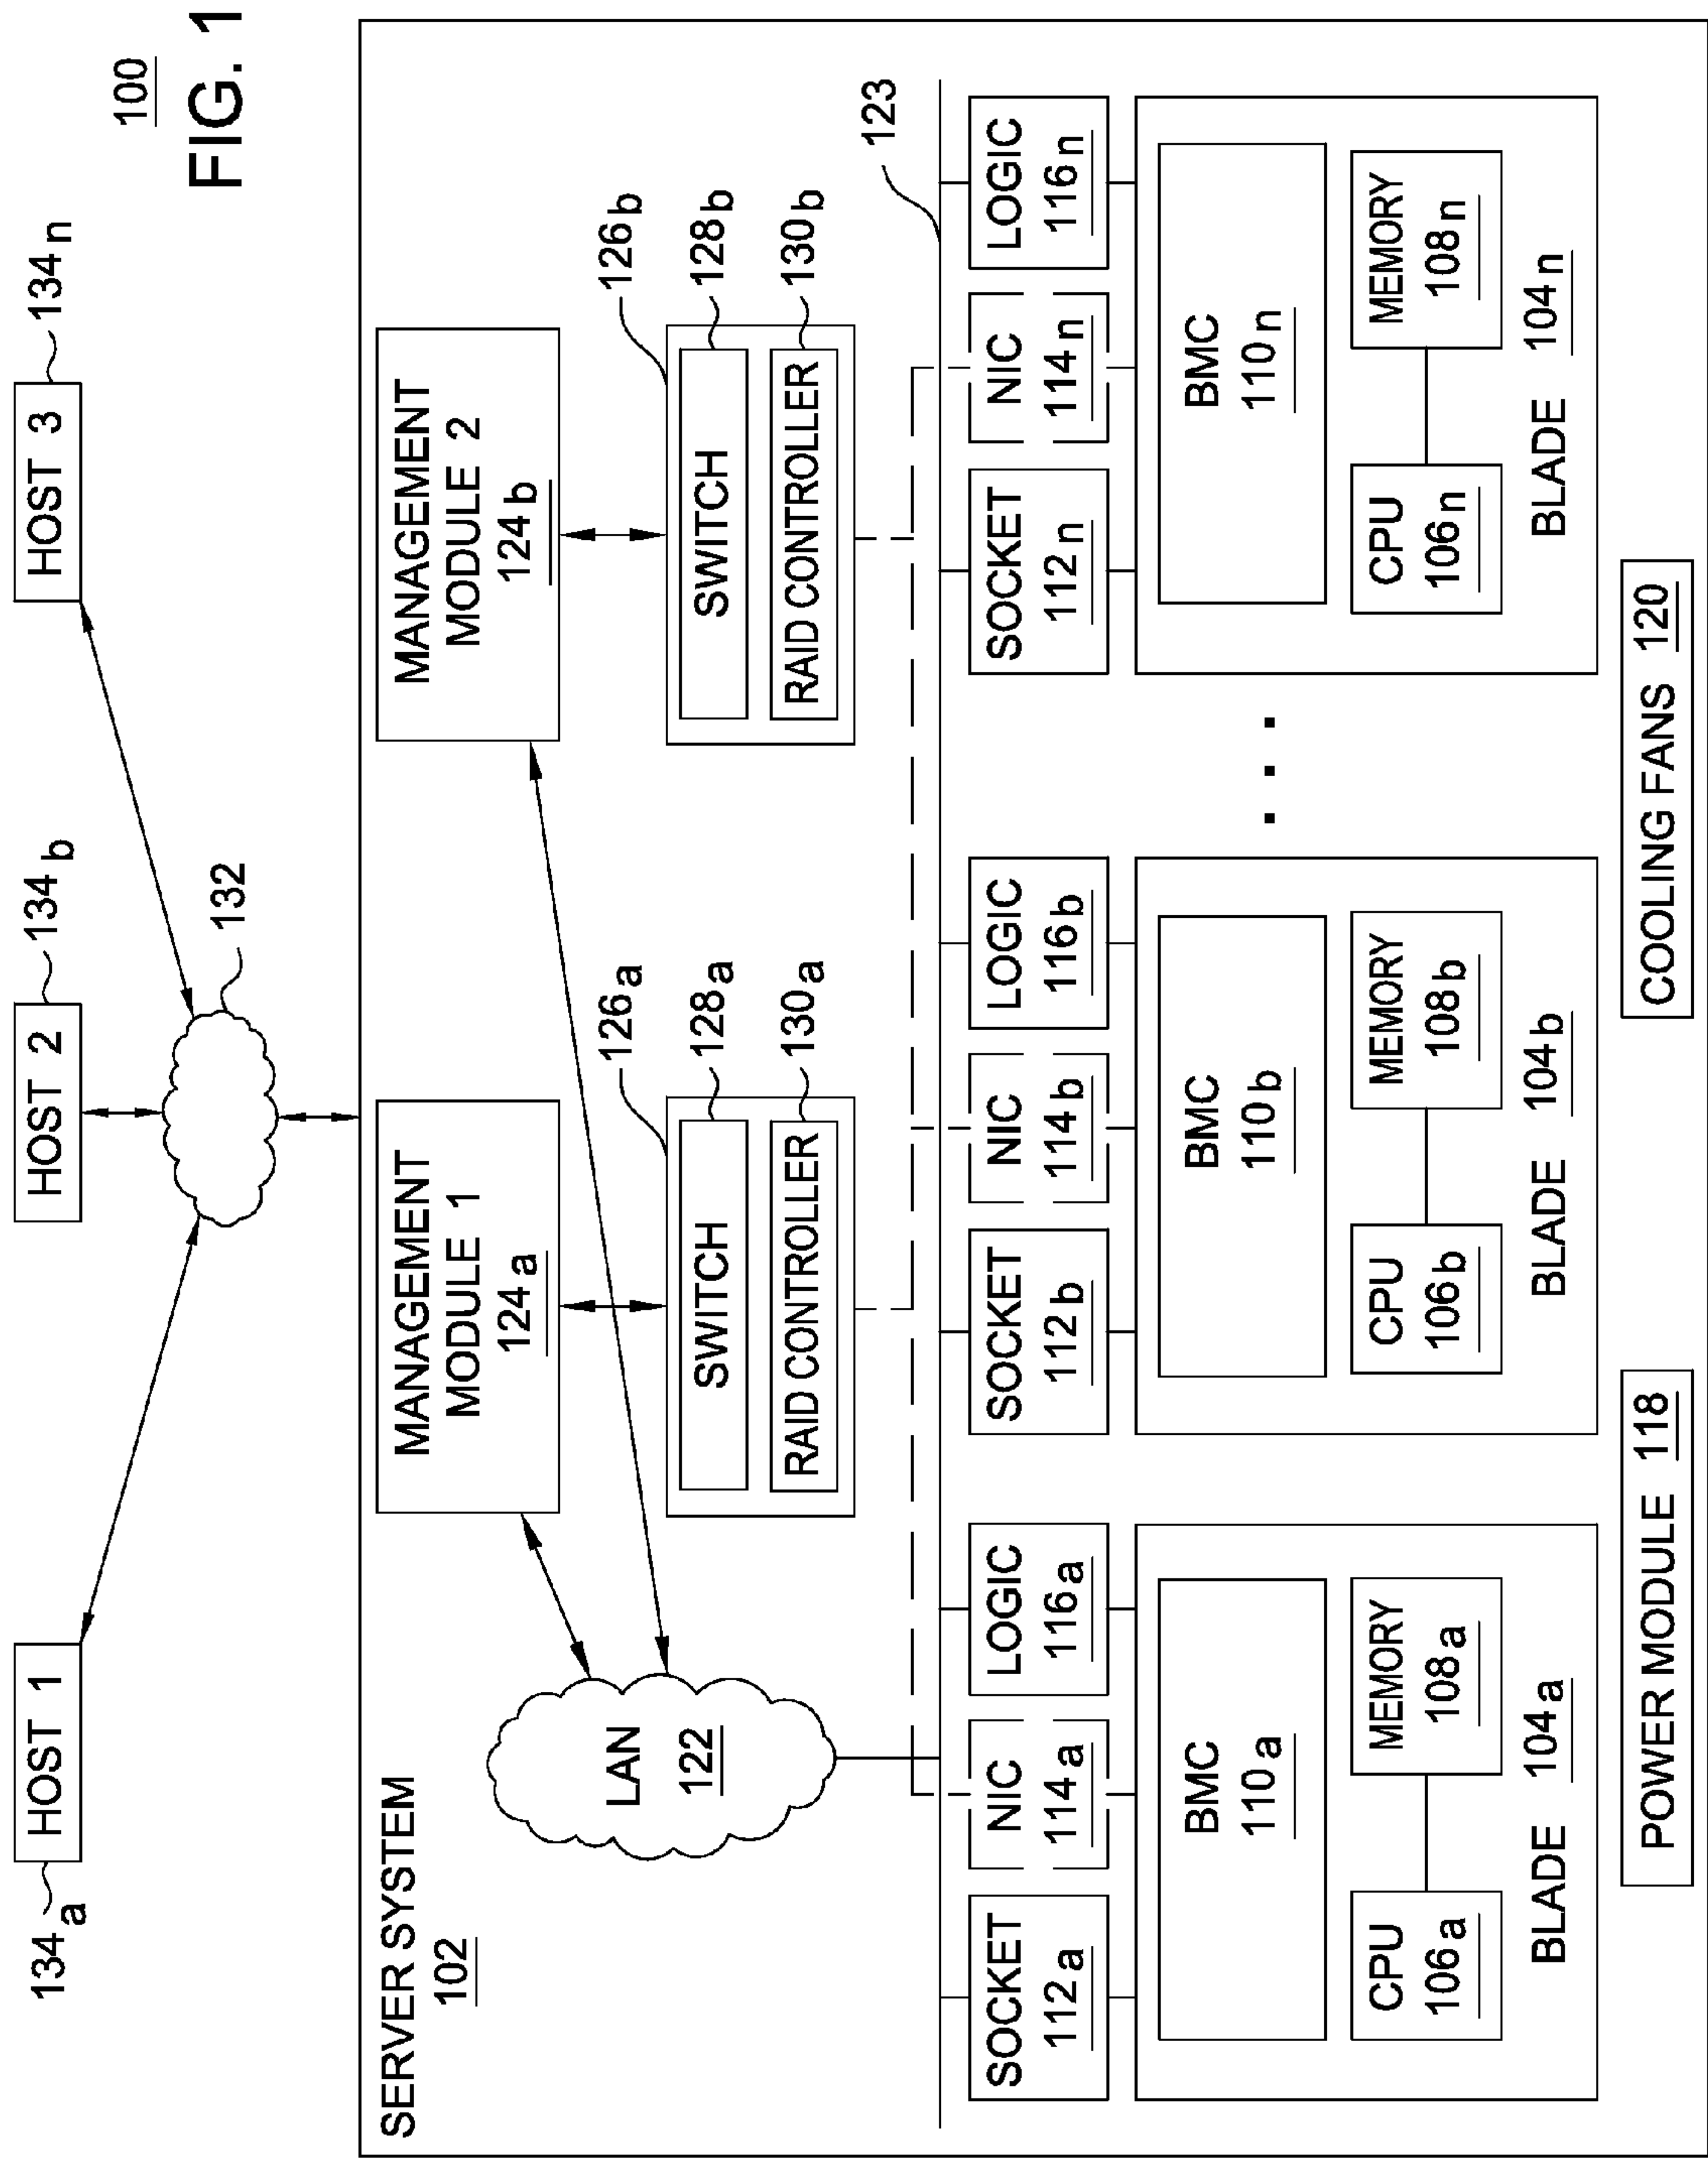 100
FIG. 1
HOST 1
134a
HOST 2
134b
HOST 3
134n
132
SERVER SYSTEM
102
MANAGEMENT
MODULE 1
124a
MANAGEMENT
MODULE 2
124b
LAN
122
126a
SWITCH
128a
RAID CONTROLLER
130a
126b
SWITCH
128b
RAID CONTROLLER
130b
123
SOCKET
112a
NIC
114a
LOGIC
116a
SOCKET
112b
NIC
114b
LOGIC
116b
SOCKET
112n
NIC
114n
LOGIC
116n
BMC
110a
CPU
106a
MEMORY
108a
BLADE 104a
BMC
110b
CPU
106b
MEMORY
108b
BLADE 104b
. . .
BMC
110n
CPU
106n
MEMORY
108n
BLADE 104n
POWER MODULE 118
COOLING FANS 120